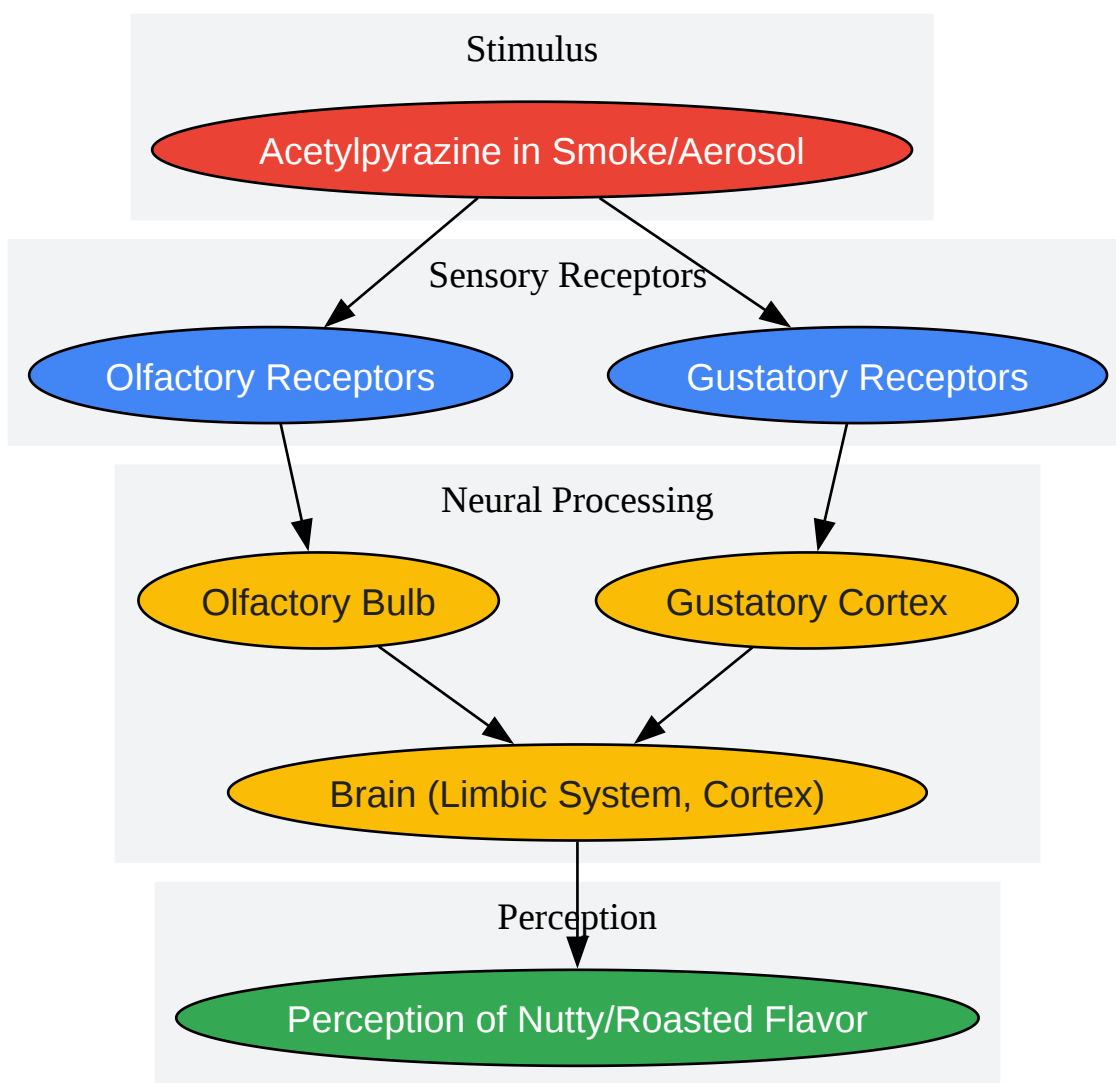 Stimulus
Acetylpyrazine in Smoke/Aerosol
Sensory Receptors
Olfactory Receptors
Gustatory Receptors
Neural Processing
Olfactory Bulb
Gustatory Cortex
Brain (Limbic System, Cortex)
Perception
Perception of Nutty/Roasted Flavor